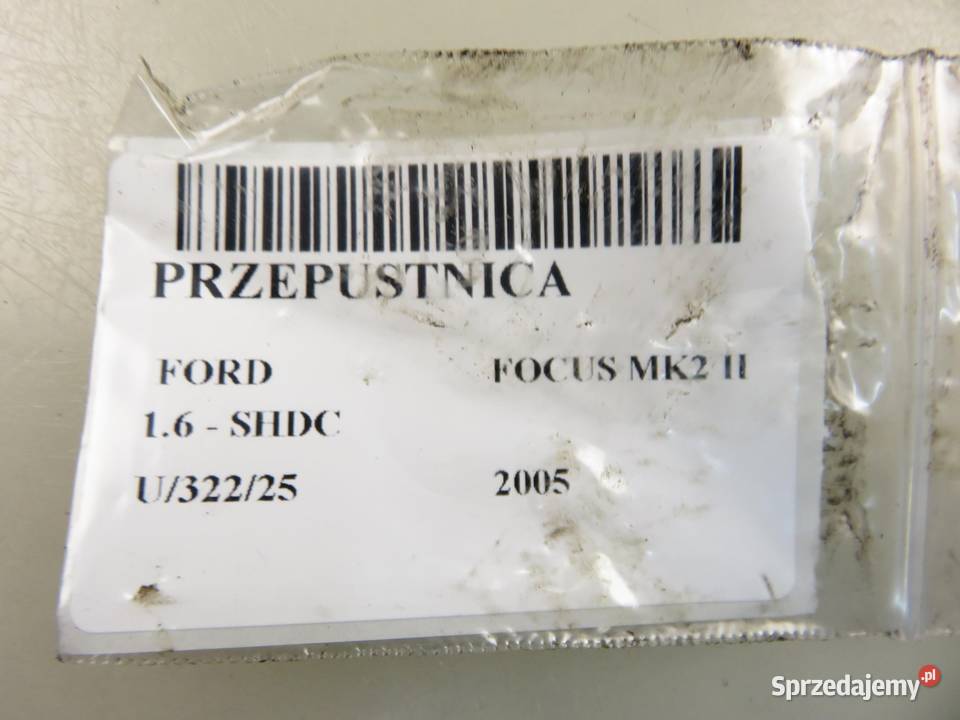 PRZEPUSTNICA
FORD FOCUS MK2 II
1.6 - SHDC
U/322/25 2005
Sprzedajemy.pl